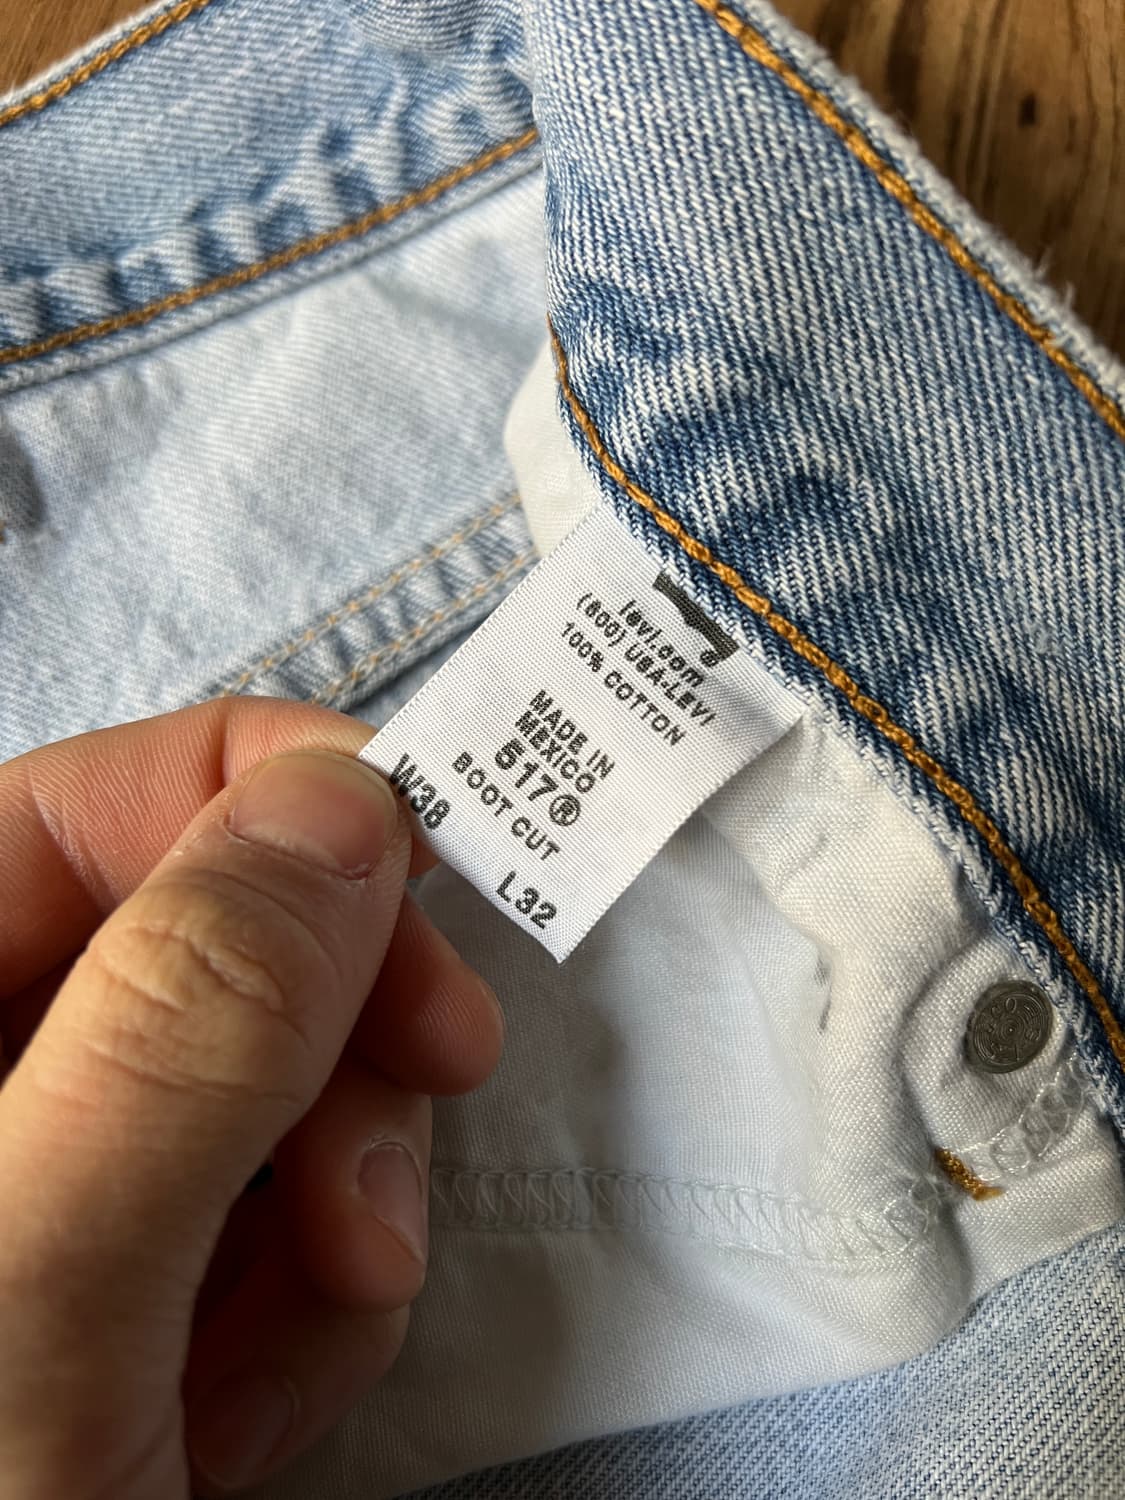 levi.com
(800) USA-LEVI
100% COTTON
MADE IN
MEXICO
517®
BOOT CUT
W38 L32